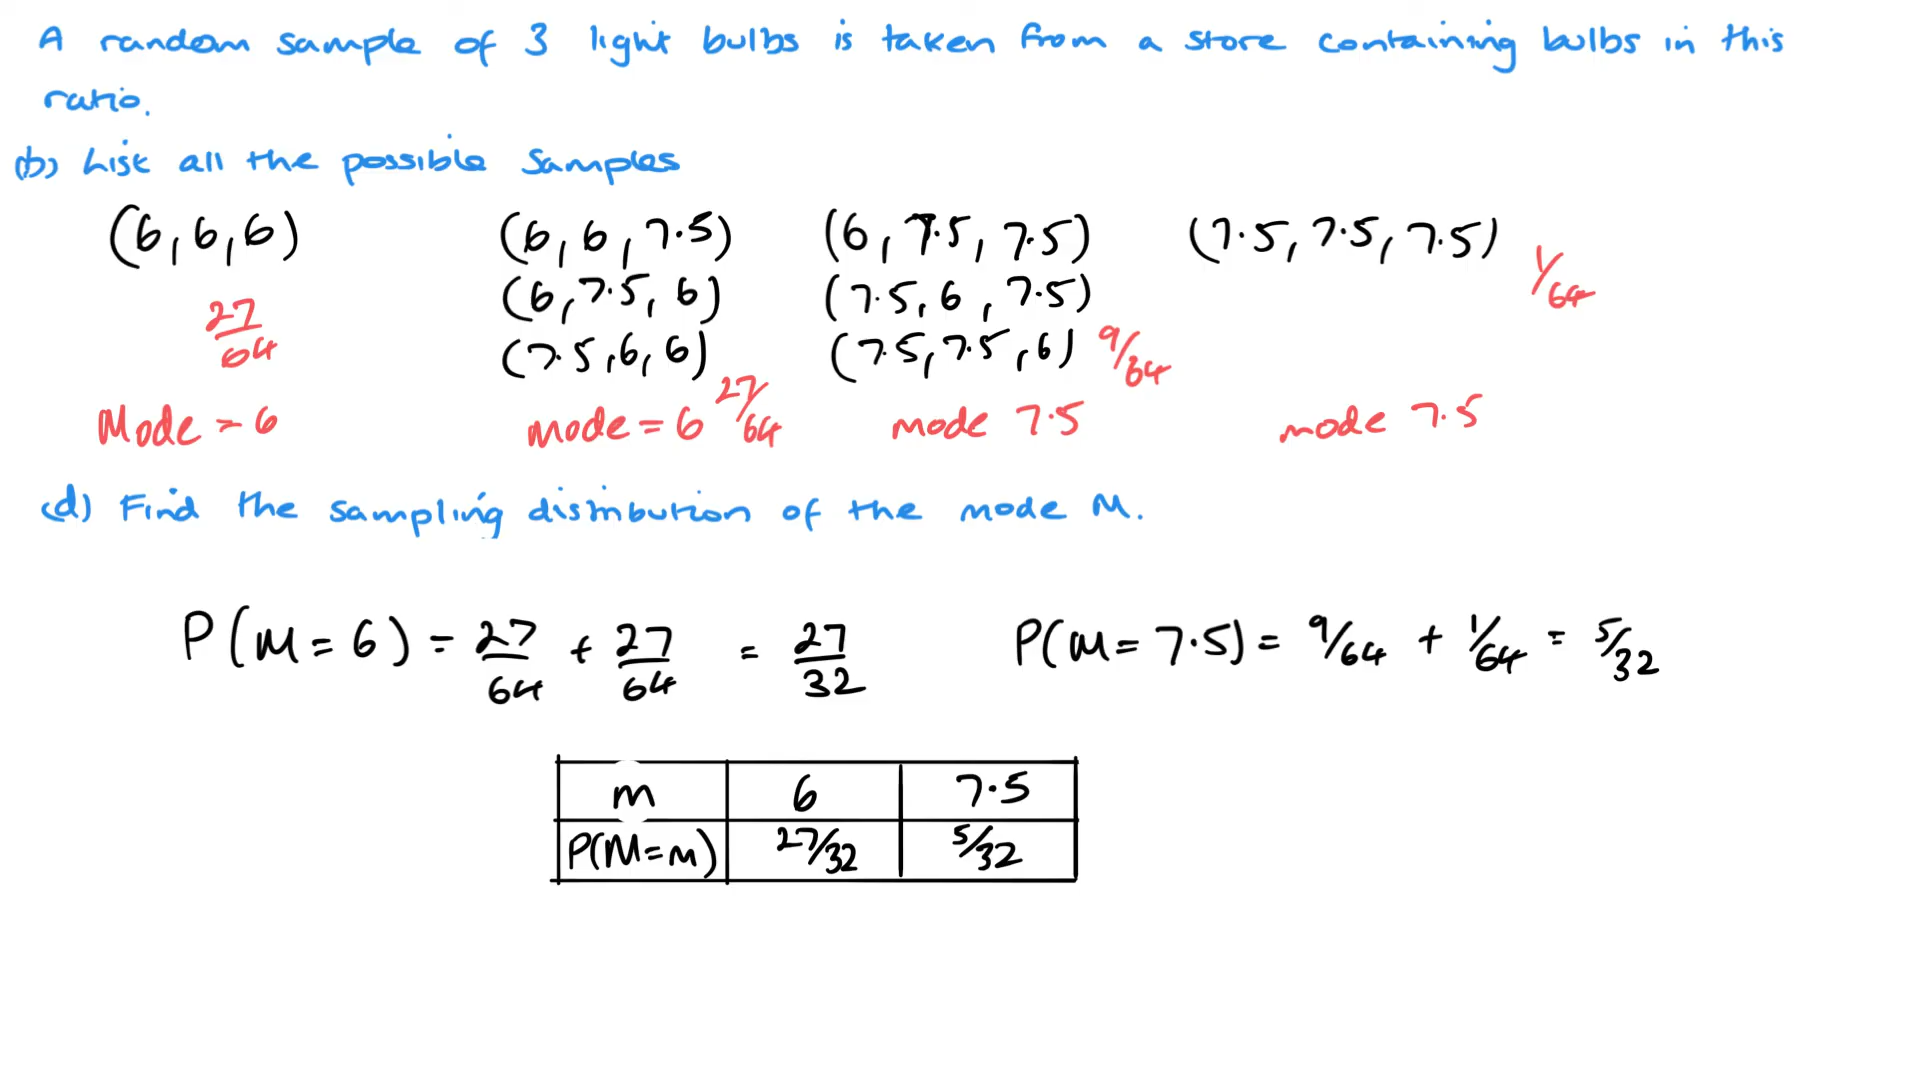 A random sample of 3 light bulbs is taken from a store containing bulbs in this
ratio.
(b) List all the possible samples
(6,6,6) (6,6,7.5) (6,7.5,7.5) (7.5,7.5,7.5) 1/64
27/64 (6,7.5,6) (7.5,6,7.5)
(7.5,6,6) 27/64 (7.5,7.5,6) 9/64
Mode = 6 mode = 6 mode 7.5 mode 7.5
(d) Find the sampling distribution of the mode M.
P(M=6) = 27/64 + 27/64 = 27/32 P(M=7.5) = 9/64 + 1/64 = 5/32
m 6 7.5
P(M=m) 27/32 5/32